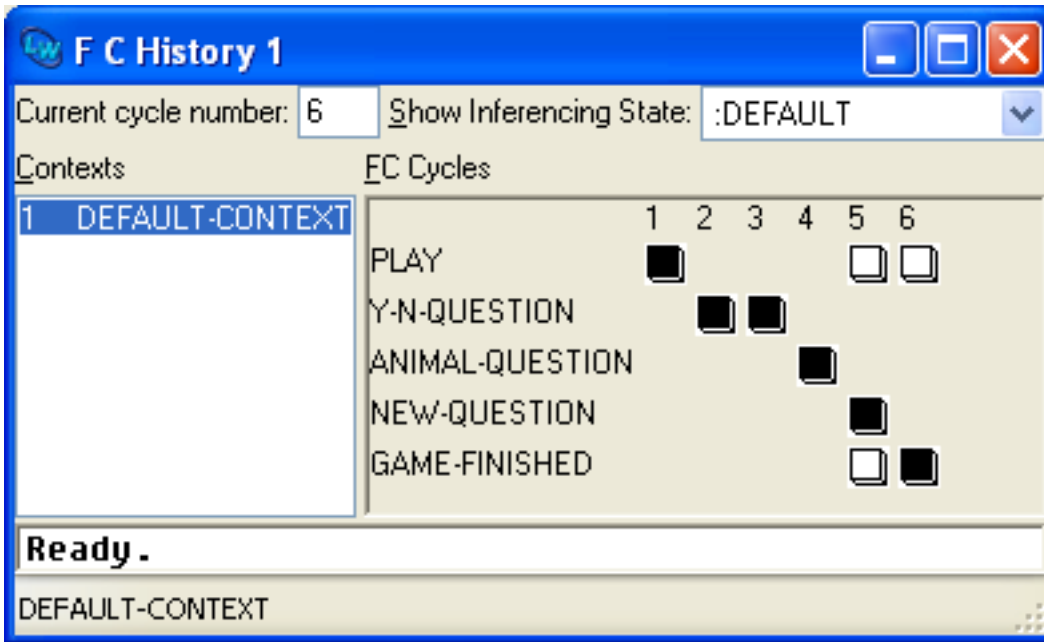 F C History 1
Current cycle number: 6 Show Inferencing State: :DEFAULT
Contexts FC Cycles
1 DEFAULT-CONTEXT
1 2 3 4 5 6
PLAY
Y-N-QUESTION
ANIMAL-QUESTION
NEW-QUESTION
GAME-FINISHED
Ready.
DEFAULT-CONTEXT